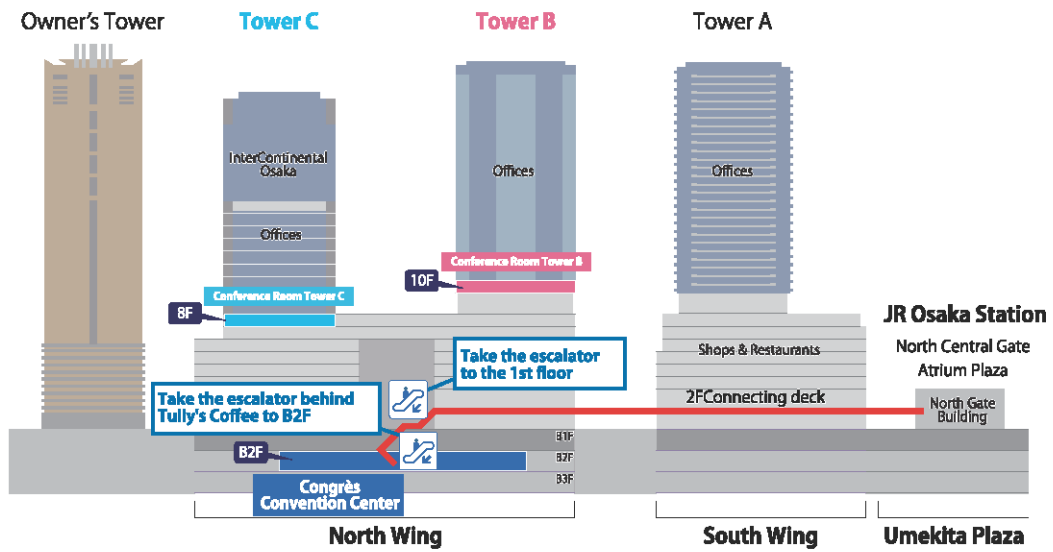 Owner's Tower
Tower C
Tower B
Tower A
InterContinental
Osaka
Offices
Offices
Offices
Conference Room Tower B
10F
Conference Room Tower C
8F
JR Osaka Station
North Central Gate
Atrium Plaza
Shops & Restaurants
Take the escalator
to the 1st floor
Take the escalator behind
Tully's Coffee to B2F
2FConnecting deck
North Gate
Building
B1F
B2F
B2F
B3F
Congrès
Convention Center
North Wing
South Wing
Umekita Plaza